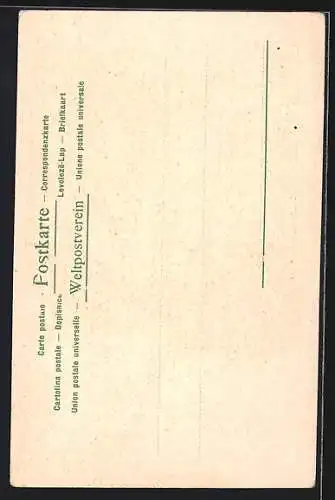 Carte postale - Postkarte — Correspondenzkarte
Cartolina postale — Dopisnice Levelező-Lap — Briefkaart
Union postale universelle — Weltpostverein — Unione postale universale